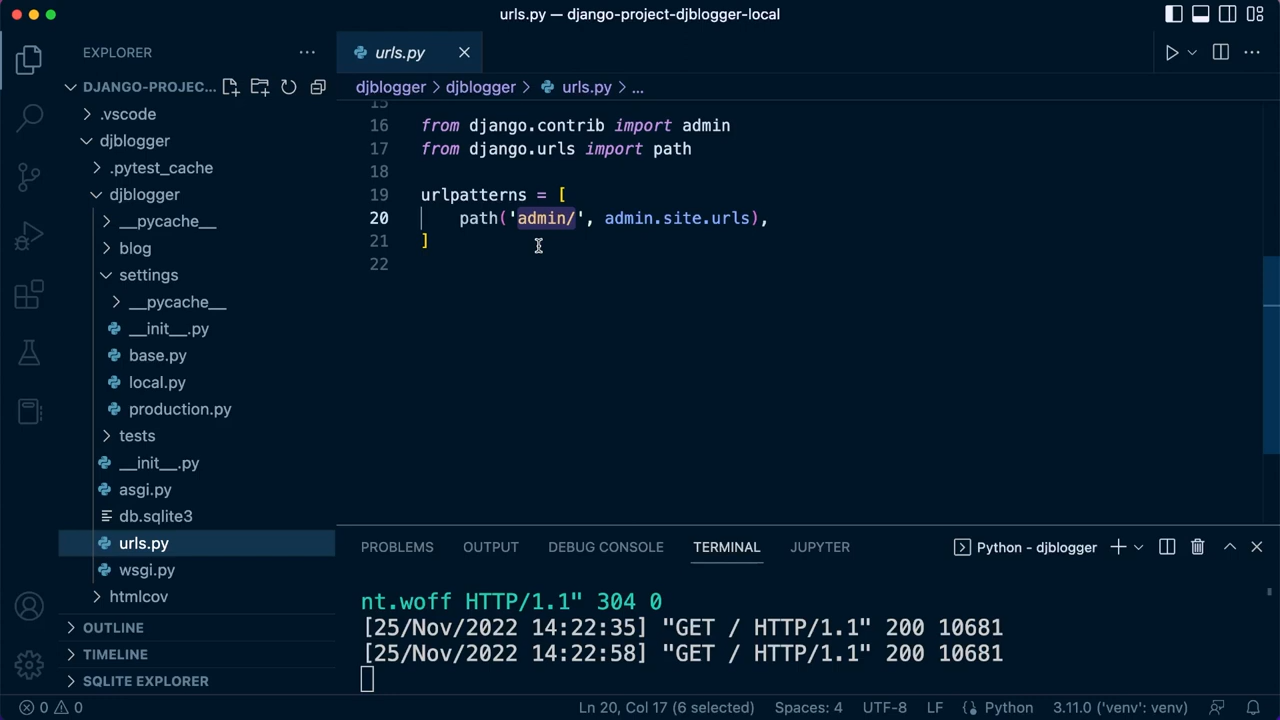 urls.py — django-project-djblogger-local
EXPLORER
DJANGO-PROJEC...
.vscode
djblogger
.pytest_cache
djblogger
__pycache__
blog
settings
__pycache__
__init__.py
base.py
local.py
production.py
tests
__init__.py
asgi.py
db.sqlite3
urls.py
wsgi.py
htmlcov
OUTLINE
TIMELINE
SQLITE EXPLORER
urls.py
djblogger > djblogger > urls.py > ...
15
16 from django.contrib import admin
17 from django.urls import path
18
19 urlpatterns = [
20 path('admin/', admin.site.urls),
21 ]
22
PROBLEMS OUTPUT DEBUG CONSOLE TERMINAL JUPYTER Python - djblogger
nt.woff HTTP/1.1" 304 0
[25/Nov/2022 14:22:35] "GET / HTTP/1.1" 200 10681
[25/Nov/2022 14:22:58] "GET / HTTP/1.1" 200 10681
0 0 Ln 20, Col 17 (6 selected) Spaces: 4 UTF-8 LF Python 3.11.0 ('venv': venv)